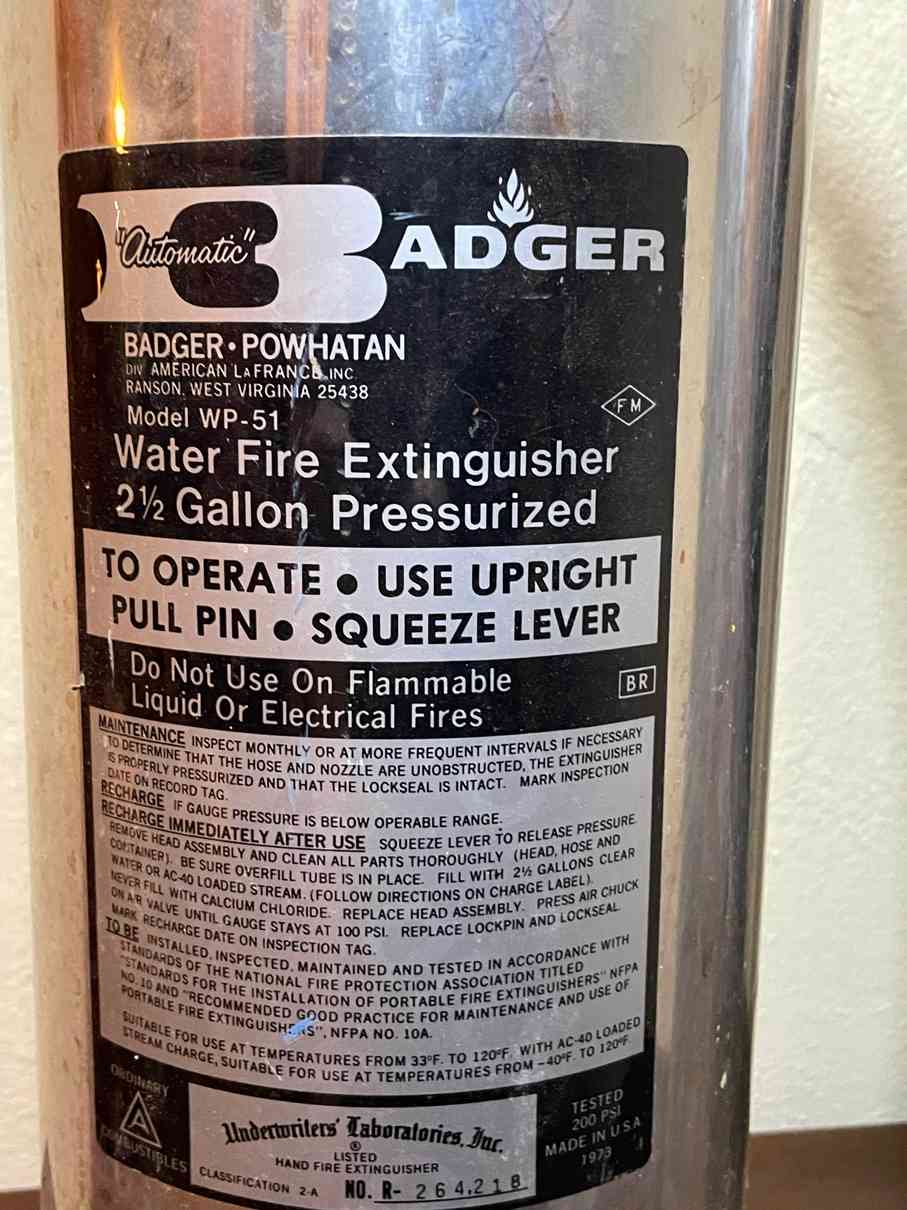 "Automatic"
BADGER
BADGER • POWHATAN
DIV AMERICAN LAFRANCE, INC.
RANSON, WEST VIRGINIA 25438
Model WP-51
FM
Water Fire Extinguisher
2½ Gallon Pressurized
TO OPERATE • USE UPRIGHT
PULL PIN • SQUEEZE LEVER
Do Not Use On Flammable
Liquid Or Electrical Fires
BR
MAINTENANCE INSPECT MONTHLY OR AT MORE FREQUENT INTERVALS IF NECESSARY
TO DETERMINE THAT THE HOSE AND NOZZLE ARE UNOBSTRUCTED, THE EXTINGUISHER
IS PROPERLY PRESSURIZED AND THAT THE LOCKSEAL IS INTACT. MARK INSPECTION
DATE ON RECORD TAG.
RECHARGE IF GAUGE PRESSURE IS BELOW OPERABLE RANGE.
RECHARGE IMMEDIATELY AFTER USE SQUEEZE LEVER TO RELEASE PRESSURE.
REMOVE HEAD ASSEMBLY AND CLEAN ALL PARTS THOROUGHLY (HEAD, HOSE AND
CONTAINER). BE SURE OVERFILL TUBE IS IN PLACE. FILL WITH 2½ GALLONS CLEAR
WATER OR AC-40 LOADED STREAM. (FOLLOW DIRECTIONS ON CHARGE LABEL).
NEVER FILL WITH CALCIUM CHLORIDE. REPLACE HEAD ASSEMBLY. PRESS AIR CHUCK
ON AIR VALVE UNTIL GAUGE STAYS AT 100 PSI. REPLACE LOCKPIN AND LOCKSEAL.
MARK RECHARGE DATE ON INSPECTION TAG.
TO BE INSTALLED, INSPECTED, MAINTAINED AND TESTED IN ACCORDANCE WITH
STANDARDS OF THE NATIONAL FIRE PROTECTION ASSOCIATION TITLED
"STANDARDS FOR THE INSTALLATION OF PORTABLE FIRE EXTINGUISHERS" NFPA
NO. 10 AND "RECOMMENDED GOOD PRACTICE FOR MAINTENANCE AND USE OF
PORTABLE FIRE EXTINGUISHERS", NFPA NO. 10A.
SUITABLE FOR USE AT TEMPERATURES FROM 33°F. TO 120°F. WITH AC-40 LOADED
STREAM CHARGE, SUITABLE FOR USE AT TEMPERATURES FROM -40°F. TO 120°F.
ORDINARY
A
COMBUSTIBLES
Underwriters' Laboratories, Inc.
®
LISTED
HAND FIRE EXTINGUISHER
CLASSIFICATION 2-A NO. R- 264,218
TESTED
200 PSI
MADE IN U.S.A
1973